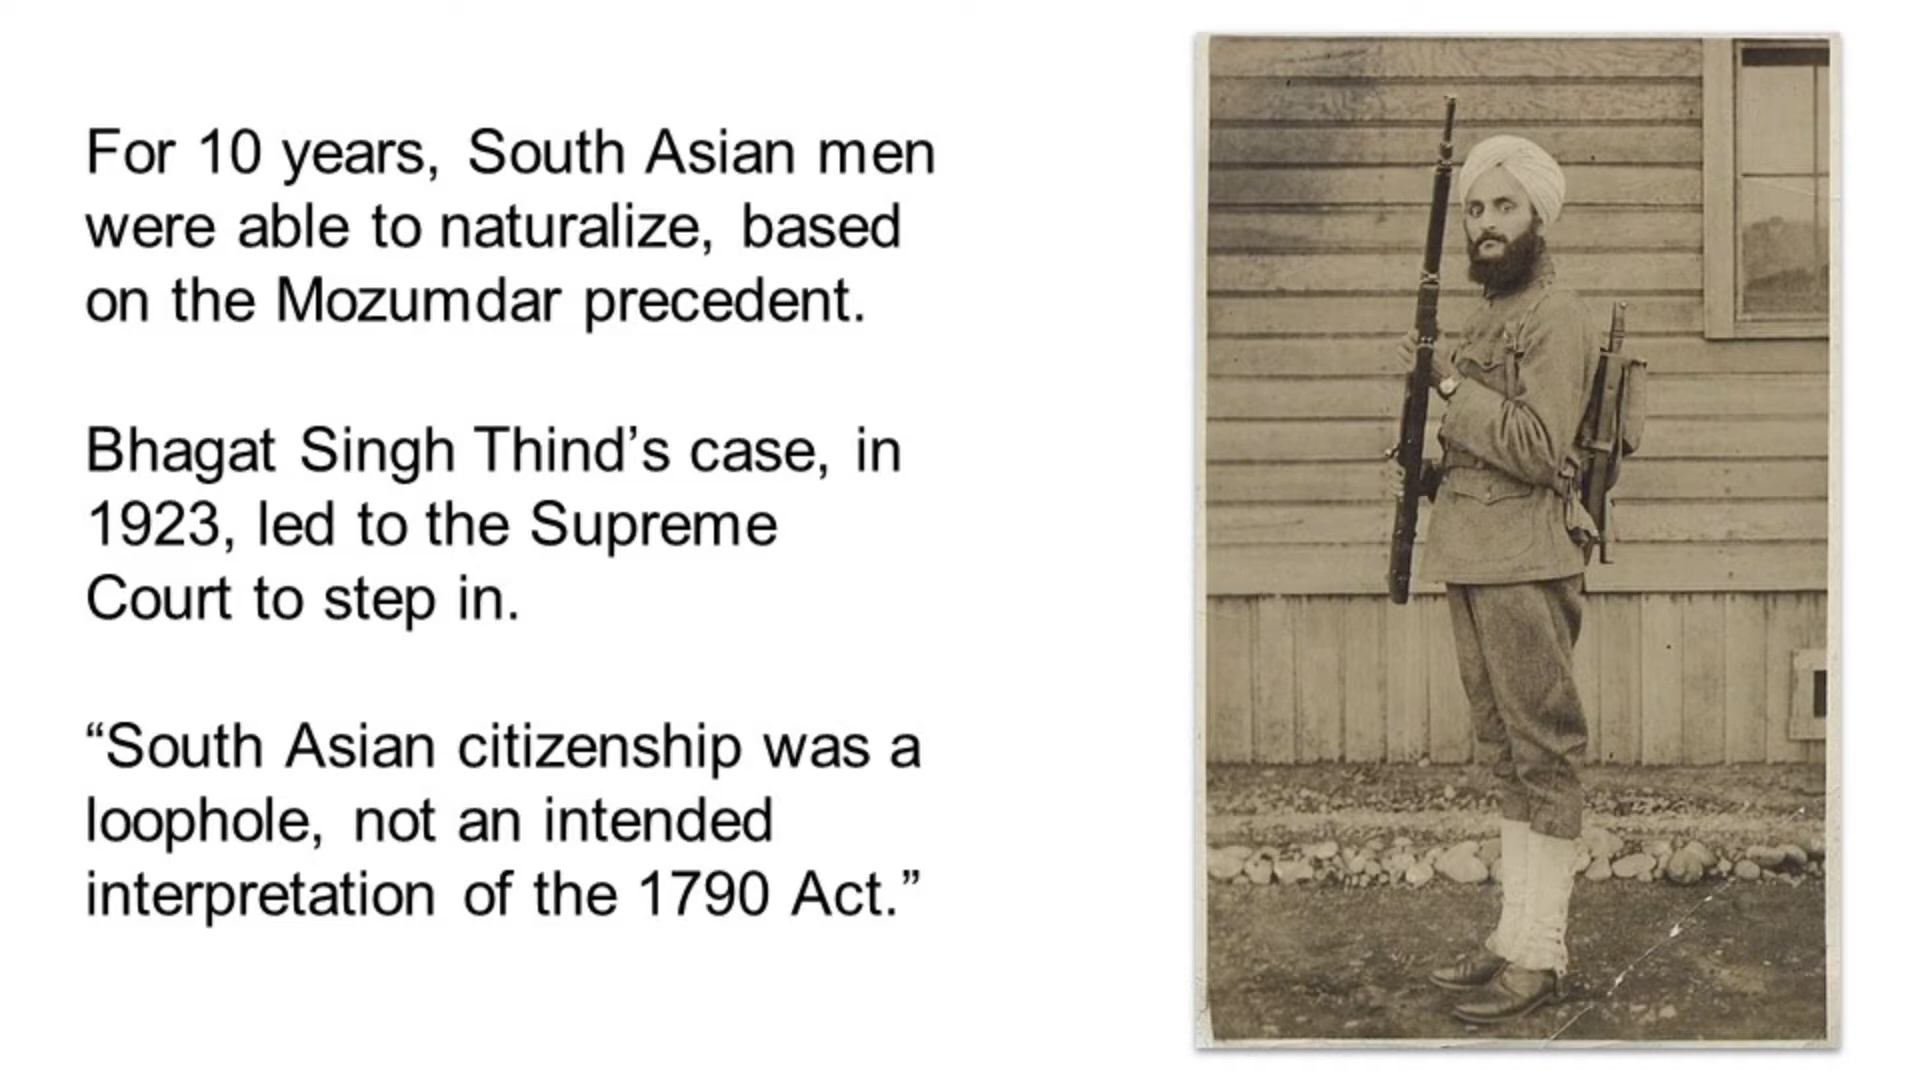 For 10 years, South Asian men
were able to naturalize, based
on the Mozumdar precedent.
Bhagat Singh Thind’s case, in
1923, led to the Supreme
Court to step in.
“South Asian citizenship was a
loophole, not an intended
interpretation of the 1790 Act.”